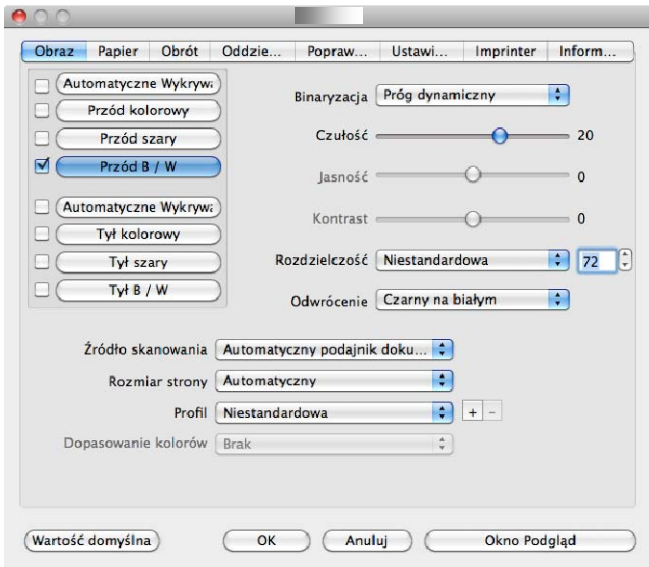 Obraz Papier Obrót Oddzie... Popraw... Ustawi... Imprinter Inform...
Automatyczne Wykryw
Przód kolorowy
Przód szary
Przód B / W
Automatyczne Wykryw
Tył kolorowy
Tył szary
Tył B / W
Binaryzacja Próg dynamiczny
Czułość 20
Jasność 0
Kontrast 0
Rozdzielczość Niestandardowa 72
Odwrócenie Czarny na białym
Źródło skanowania Automatyczny podajnik doku...
Rozmiar strony Automatyczny
Profil Niestandardowa + −
Dopasowanie kolorów Brak
Wartość domyślna OK Anuluj Okno Podgląd